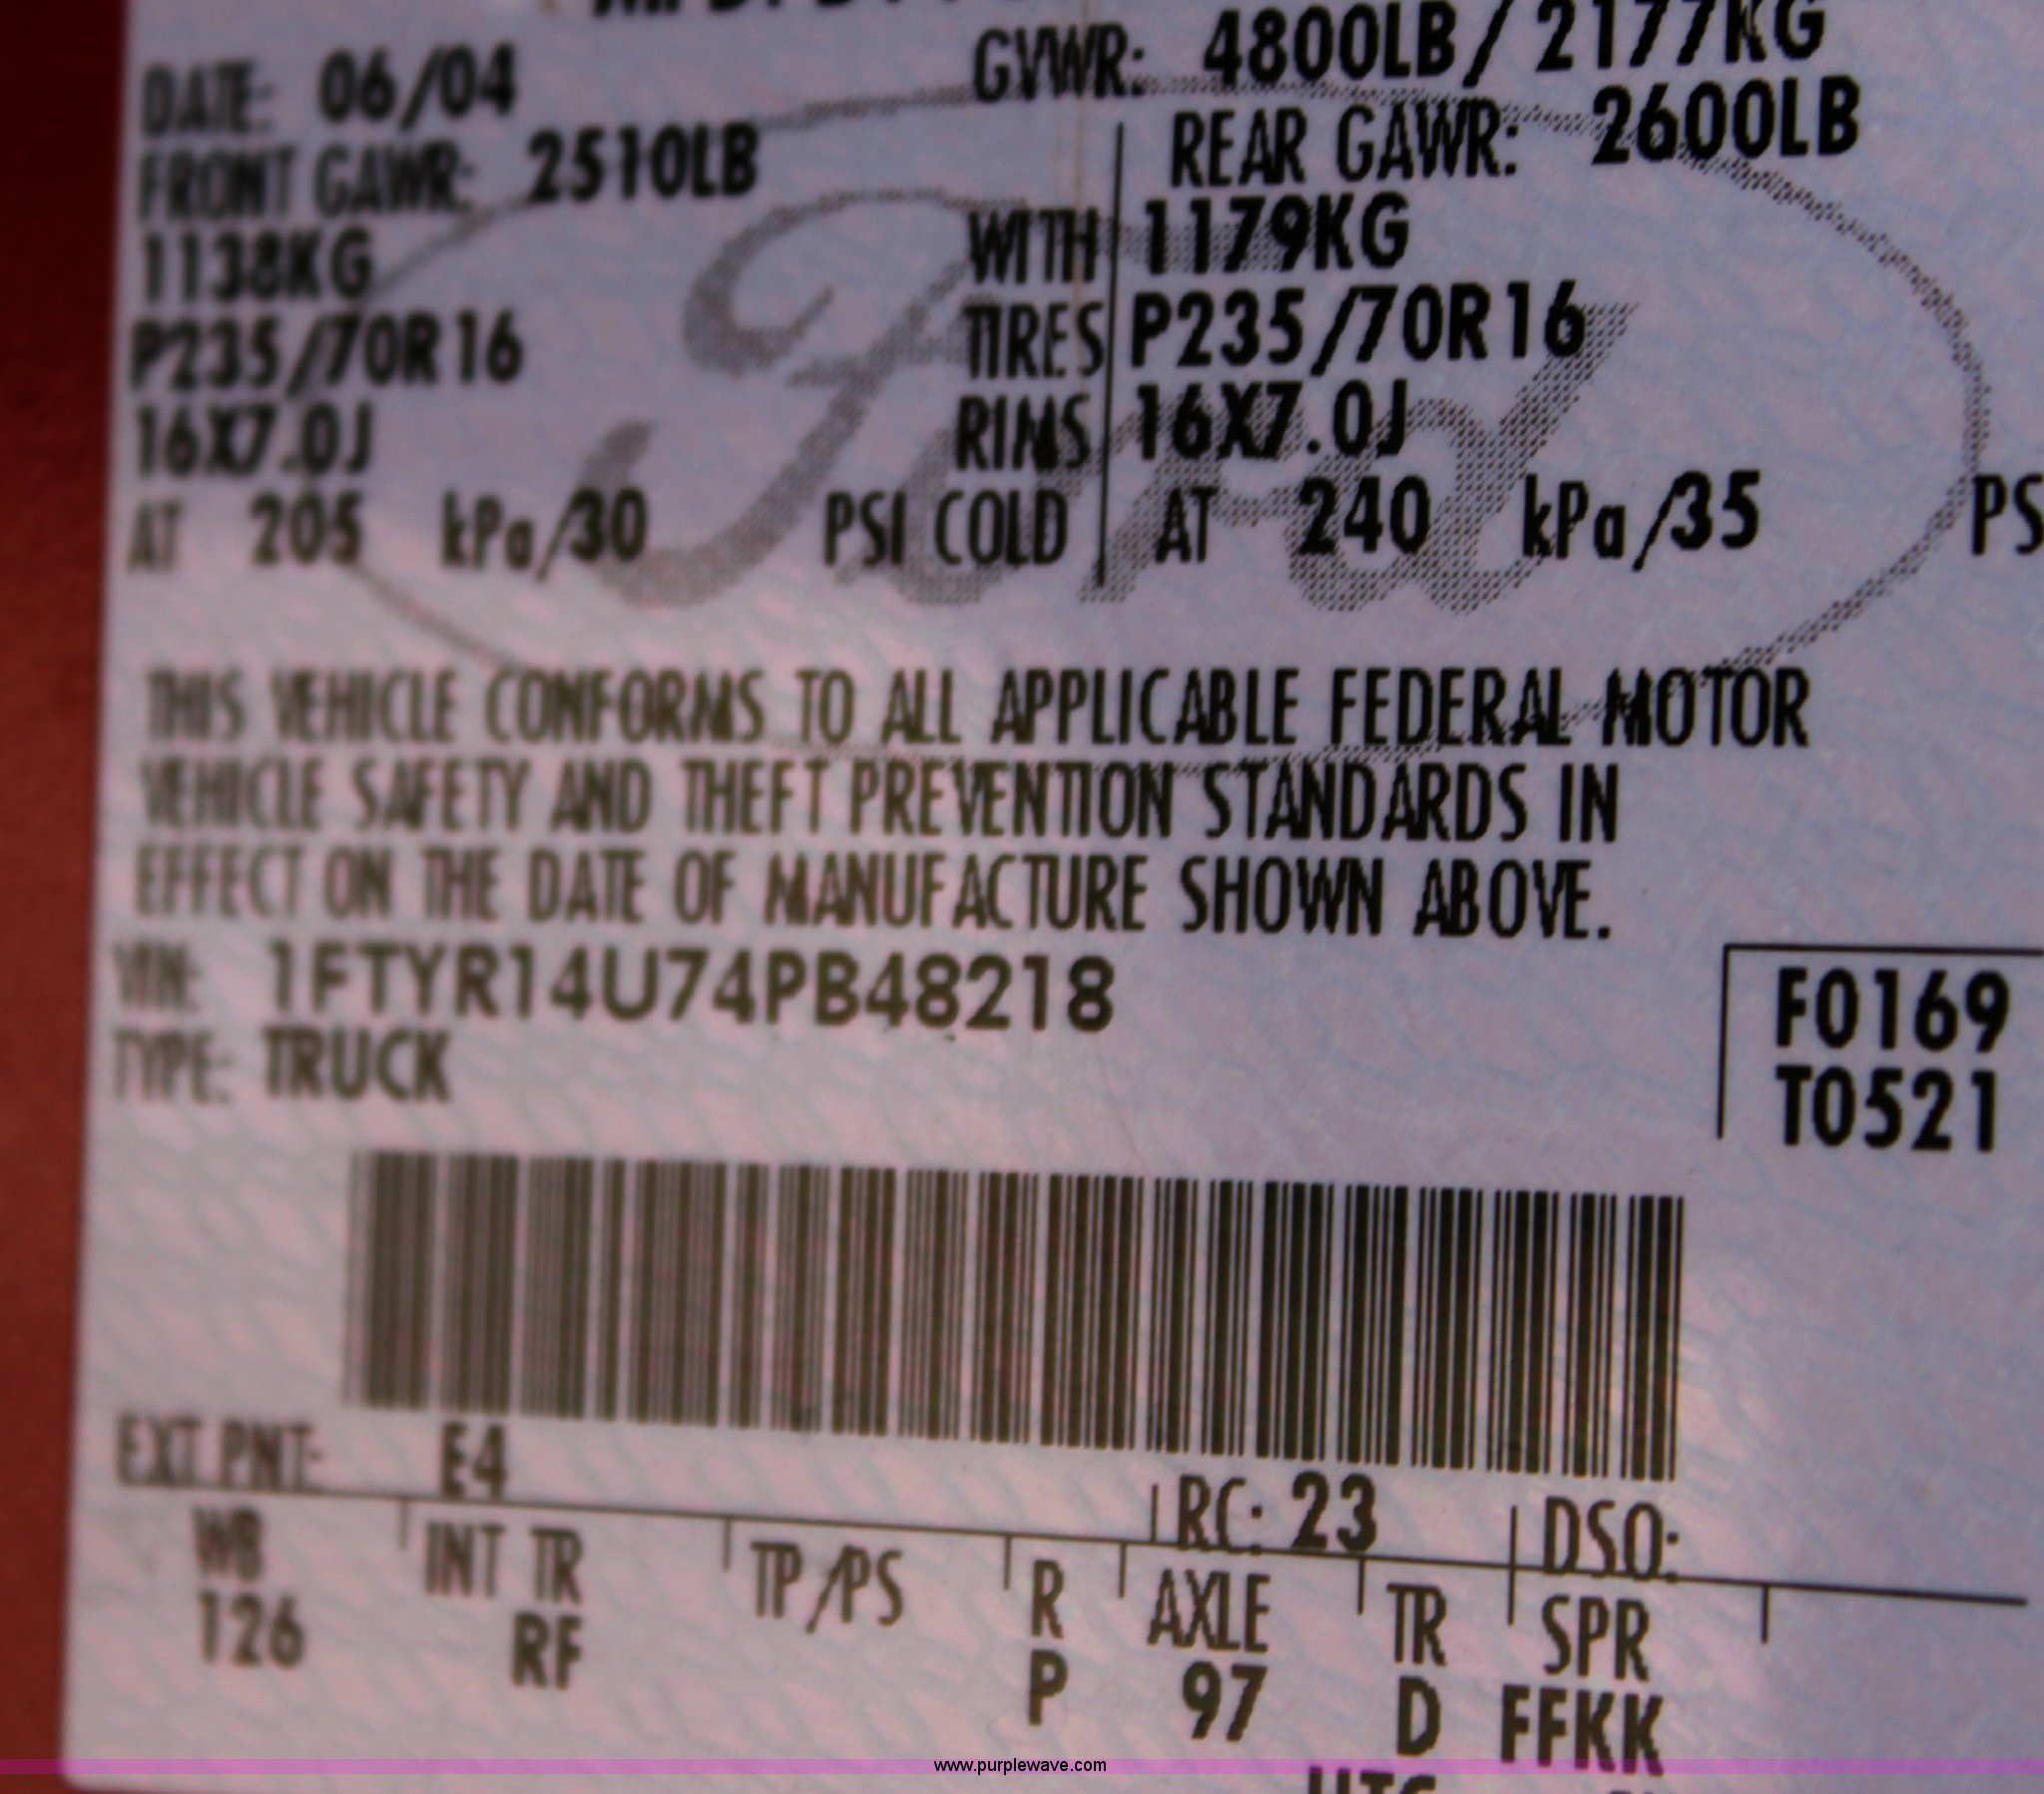 DATE: 06/04 GVWR: 4800LB/2177KG
FRONT GAWR: 2510LB REAR GAWR: 2600LB
1138KG WITH 1179KG
P235/70R16 TIRES P235/70R16
16X7.0J RIMS 16X7.0J
AT 205 kPa/30 PSI COLD AT 240 kPa/35 PS
Ford
THIS VEHICLE CONFORMS TO ALL APPLICABLE FEDERAL MOTOR
VEHICLE SAFETY AND THEFT PREVENTION STANDARDS IN
EFFECT ON THE DATE OF MANUFACTURE SHOWN ABOVE.
VIN: 1FTYR14U74PB48218
TYPE: TRUCK
F0169
T0521
EXT PNT: E4 RC: 23 DSO:
WB INT TR TP/PS R AXLE TR SPR
126 RF P 97 D FFKK
www.purplewave.com